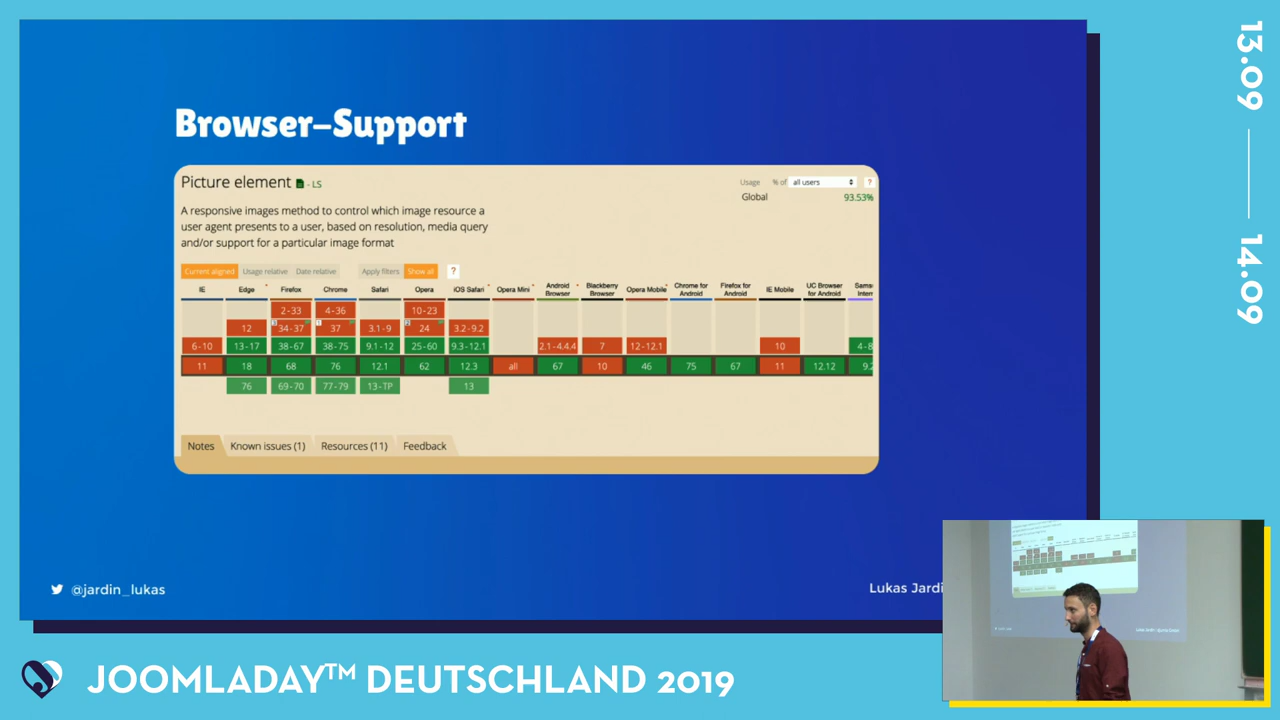 Browser-Support
Picture element - LS
Usage % of all users ?
Global 93.53%
A responsive images method to control which image resource a
user agent presents to a user, based on resolution, media query
and/or support for a particular image format
Current aligned Usage relative Date relative Apply filters Show all ?
IE Edge * Firefox Chrome Safari Opera iOS Safari * Opera Mini * Android Browser * Blackberry Browser Opera Mobile * Chrome for Android Firefox for Android IE Mobile UC Browser for Android
2-33 4-36 10-23
12 34-37 37 3.1-9 24 3.2-9.2
6-10 13-17 38-67 38-75 9.1-12 25-60 9.3-12.1 2.1-4.4.4 7 12-12.1 10 4-8
11 18 68 76 12.1 62 12.3 all 67 10 46 75 67 11 12.12 9.2
76 69-70 77-79 13-TP 13
Notes Known issues (1) Resources (11) Feedback
@jardin_lukas
Lukas Jardi
JOOMLADAY™ DEUTSCHLAND 2019
13.09
14.09